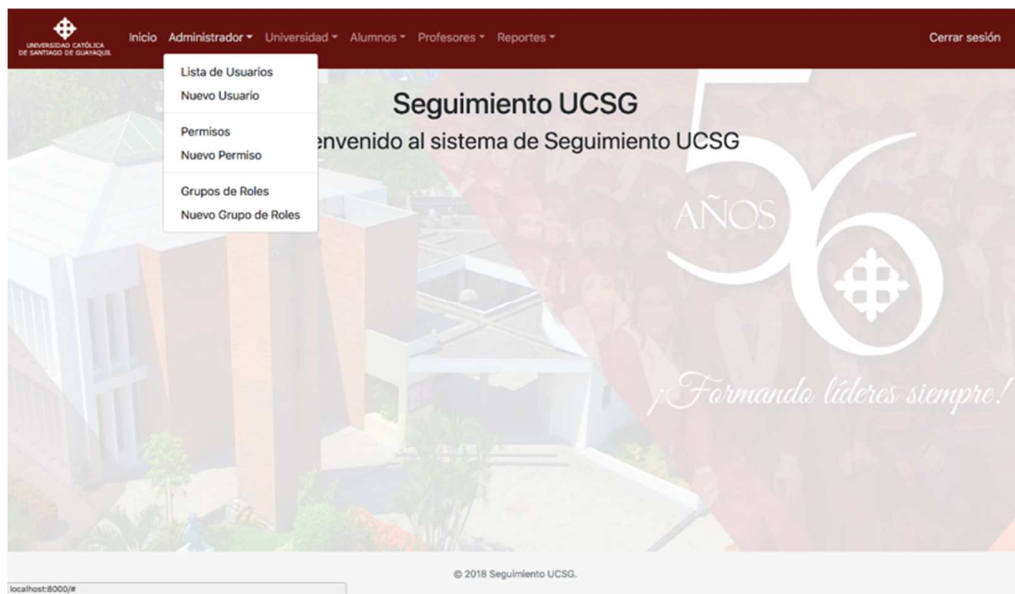 UNIVERSIDAD CATÓLICA
DE SANTIAGO DE GUAYAQUIL
Inicio Administrador Universidad Alumnos Profesores Reportes Cerrar sesión
Lista de Usuarios
Nuevo Usuario
Permisos
Nuevo Permiso
Grupos de Roles
Nuevo Grupo de Roles
Seguimiento UCSG
envenido al sistema de Seguimiento UCSG
56
AÑOS
¡Formando líderes siempre!
© 2018 Seguimiento UCSG.
localhost:8000/#